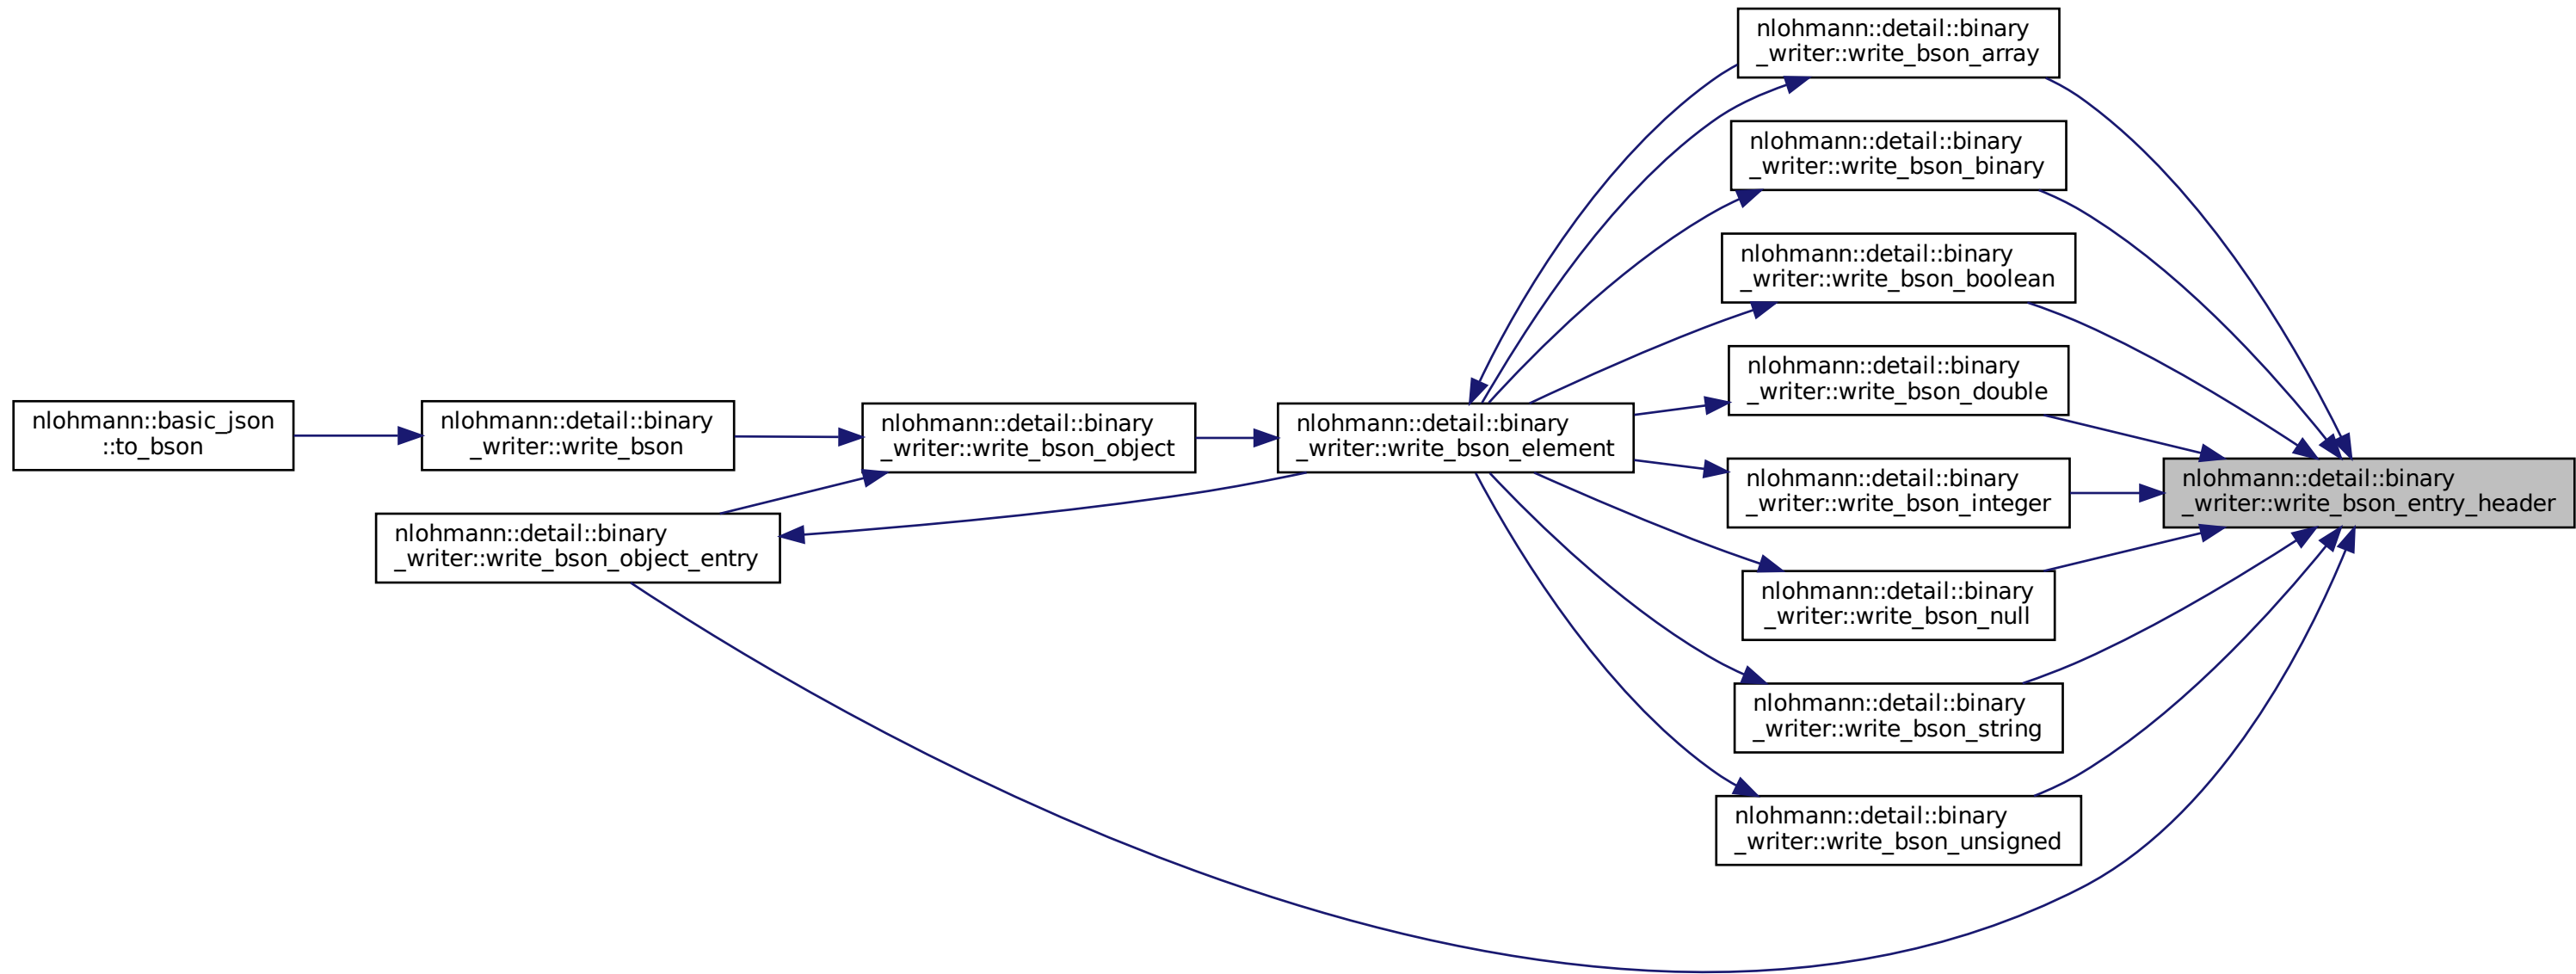 nlohmann::basic_json
::to_bson
nlohmann::detail::binary
_writer::write_bson
nlohmann::detail::binary
_writer::write_bson_object_entry
nlohmann::detail::binary
_writer::write_bson_object
nlohmann::detail::binary
_writer::write_bson_element
nlohmann::detail::binary
_writer::write_bson_array
nlohmann::detail::binary
_writer::write_bson_binary
nlohmann::detail::binary
_writer::write_bson_boolean
nlohmann::detail::binary
_writer::write_bson_double
nlohmann::detail::binary
_writer::write_bson_integer
nlohmann::detail::binary
_writer::write_bson_null
nlohmann::detail::binary
_writer::write_bson_string
nlohmann::detail::binary
_writer::write_bson_unsigned
nlohmann::detail::binary
_writer::write_bson_entry_header